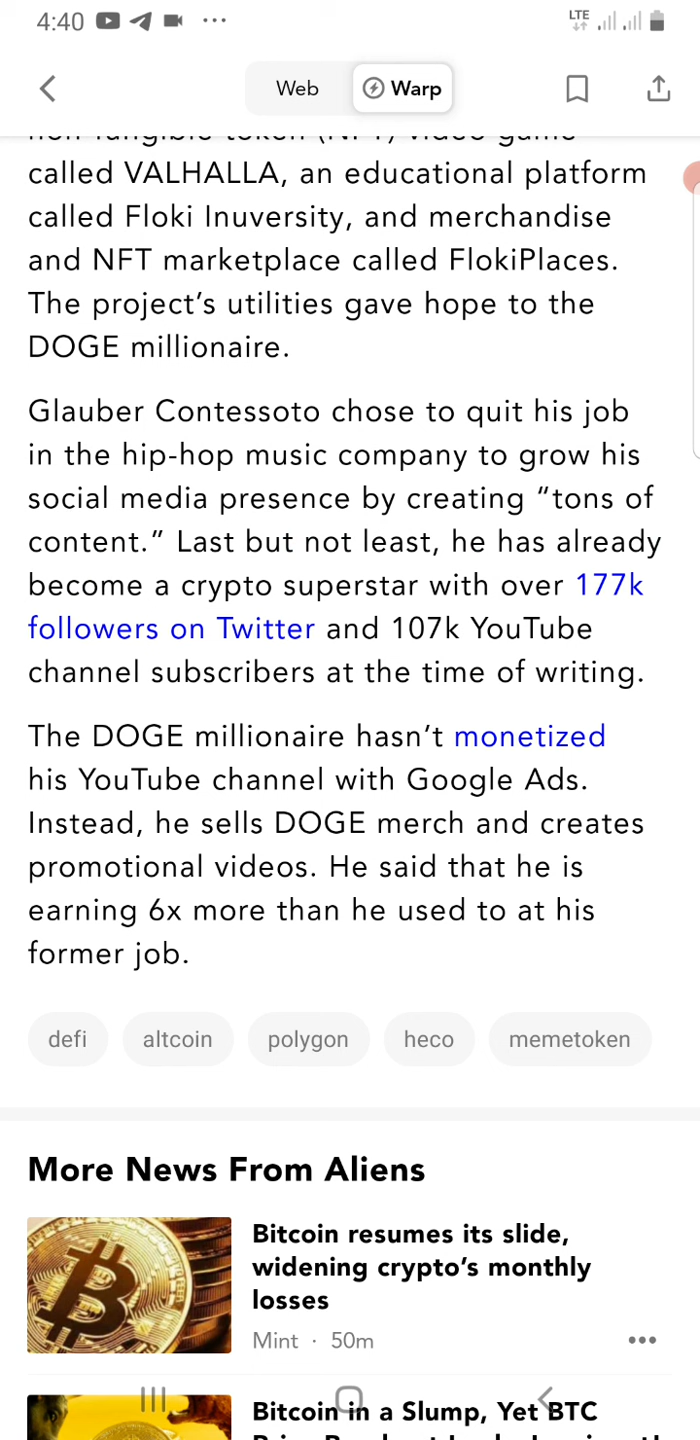 4:40
LTE
Web
Warp
called VALHALLA, an educational platform
called Floki Inuversity, and merchandise
and NFT marketplace called FlokiPlaces.
The project’s utilities gave hope to the
DOGE millionaire.
Glauber Contessoto chose to quit his job
in the hip-hop music company to grow his
social media presence by creating “tons of
content.” Last but not least, he has already
become a crypto superstar with over 177k
followers on Twitter and 107k YouTube
channel subscribers at the time of writing.
The DOGE millionaire hasn’t monetized
his YouTube channel with Google Ads.
Instead, he sells DOGE merch and creates
promotional videos. He said that he is
earning 6x more than he used to at his
former job.
defi altcoin polygon heco memetoken
More News From Aliens
Bitcoin resumes its slide,
widening crypto’s monthly
losses
Mint · 50m
Bitcoin in a Slump, Yet BTC